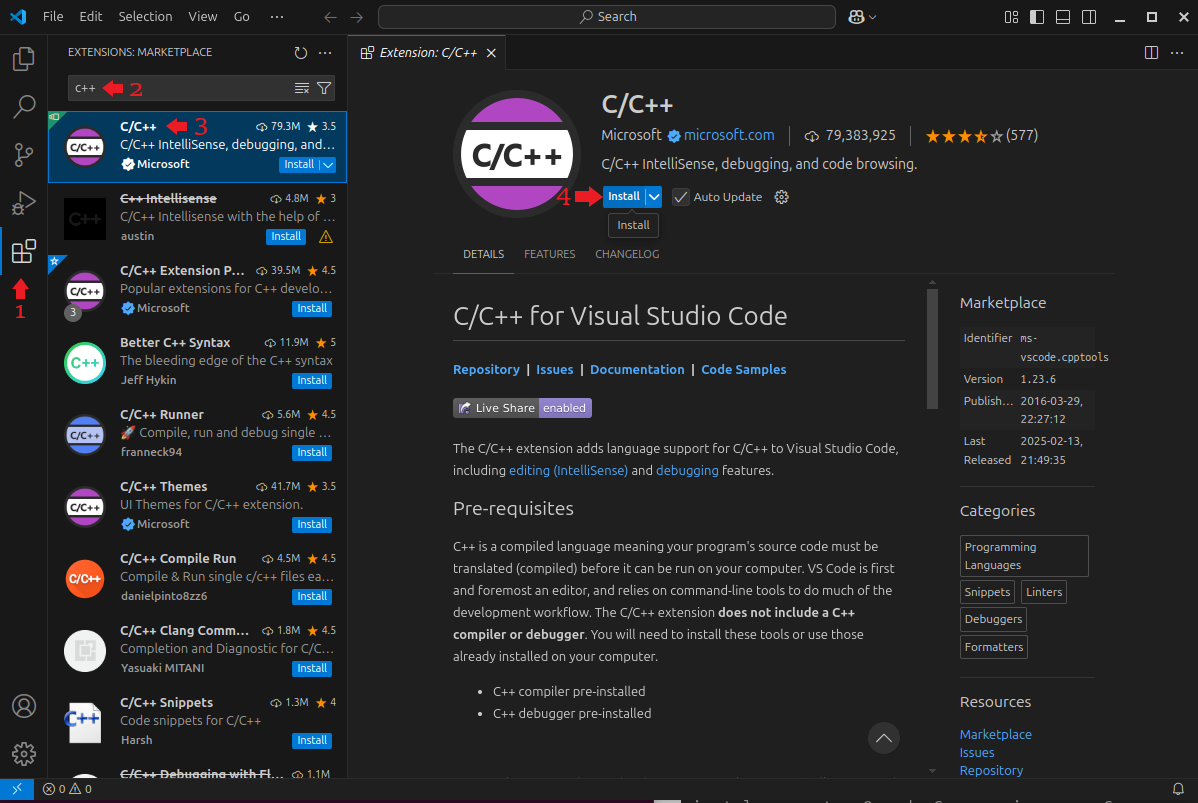 File Edit Selection View Go ··· Search
EXTENSIONS: MARKETPLACE
Extension: C/C++
C++ 2
C/C++ 3 79.3M 3.5
C/C++ IntelliSense, debugging, and...
Microsoft Install
C++ Intellisense 4.8M 3
C/C++ Intellisense with the help of ...
austin Install
C/C++ Extension P... 39.5M 4.5
Popular extensions for C++ develo...
3 Microsoft Install
1
Better C++ Syntax 11.9M 5
The bleeding edge of the C++ syntax
Jeff Hykin Install
C/C++ Runner 5.6M 4.5
🚀 Compile, run and debug single ...
franneck94 Install
C/C++ Themes 41.7M 3.5
UI Themes for C/C++ extension.
Microsoft Install
C/C++ Compile Run 4.5M 4.5
Compile & Run single c/c++ files ea...
danielpinto8zz6 Install
C/C++ Clang Comm... 1.8M 4.5
Completion and Diagnostic for C/C...
Yasuaki MITANI Install
C/C++ Snippets 1.3M 4
Code snippets for C/C++
Harsh Install
C/C++ Debugging with Fl... 1.1M
C/C++
C/C++
C++
C/C++
C++
C/C++
C/C++
C/C++
C++
C/C++
C/C++
Microsoft microsoft.com 79,383,925 (577)
C/C++ IntelliSense, debugging, and code browsing.
4 Install Auto Update
Install
DETAILS FEATURES CHANGELOG
C/C++ for Visual Studio Code
Repository | Issues | Documentation | Code Samples
Live Share enabled
The C/C++ extension adds language support for C/C++ to Visual Studio Code,
including editing (IntelliSense) and debugging features.
Pre-requisites
C++ is a compiled language meaning your program's source code must be
translated (compiled) before it can be run on your computer. VS Code is first
and foremost an editor, and relies on command-line tools to do much of the
development workflow. The C/C++ extension does not include a C++
compiler or debugger. You will need to install these tools or use those
already installed on your computer.
• C++ compiler pre-installed
• C++ debugger pre-installed
Marketplace
Identifier ms-
vscode.cpptools
Version 1.23.6
Publish... 2016-03-29,
22:27:12
Last 2025-02-13,
Released 21:49:35
Categories
Programming
Languages
Snippets Linters
Debuggers
Formatters
Resources
Marketplace
Issues
Repository
0 0